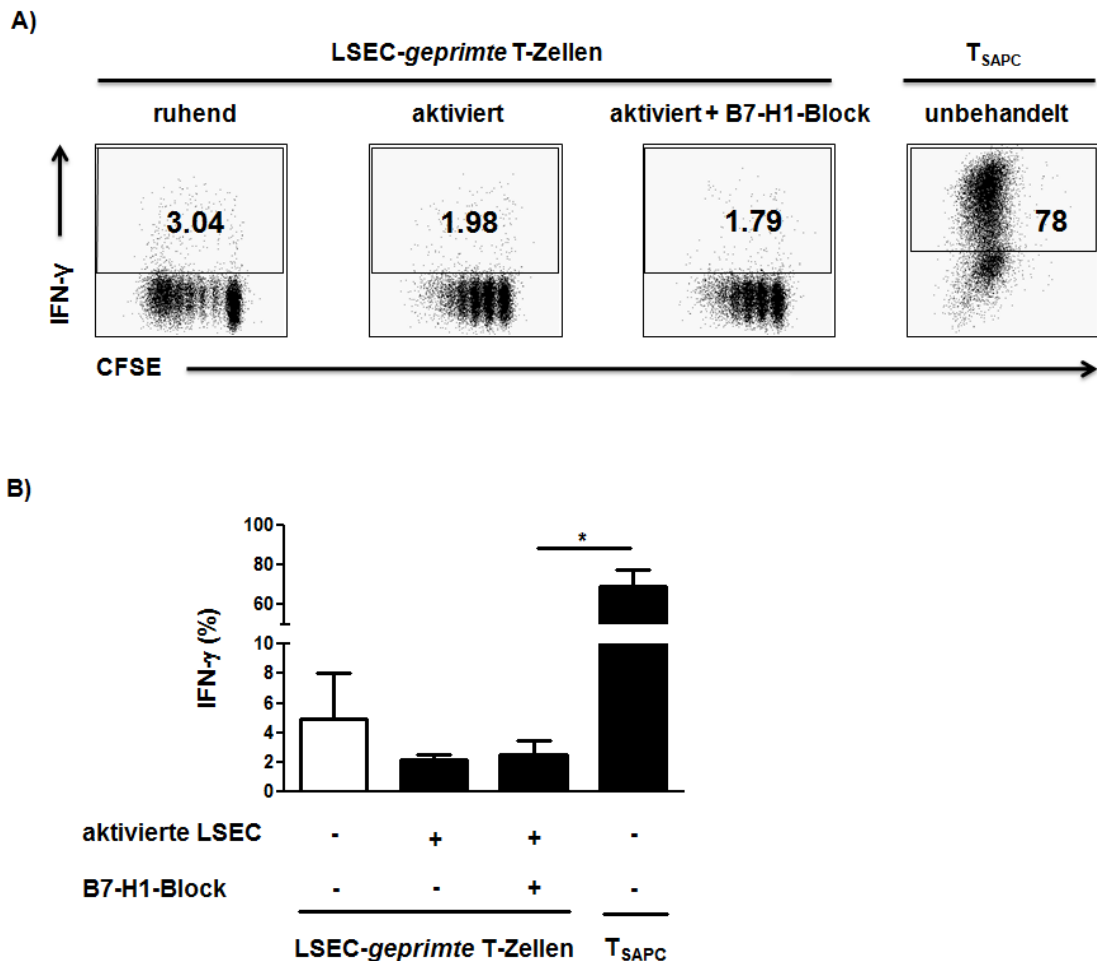 A)
LSEC-geprimte T-Zellen TSAPC
ruhend aktiviert aktiviert + B7-H1-Block unbehandelt
IFN-γ
3.04 1.98 1.79 78
CFSE
B)
IFN-γ (%)
100
80
60
10
8
6
4
2
0
*
aktivierte LSEC - + + -
B7-H1-Block - - + -
LSEC-geprimte T-Zellen TSAPC